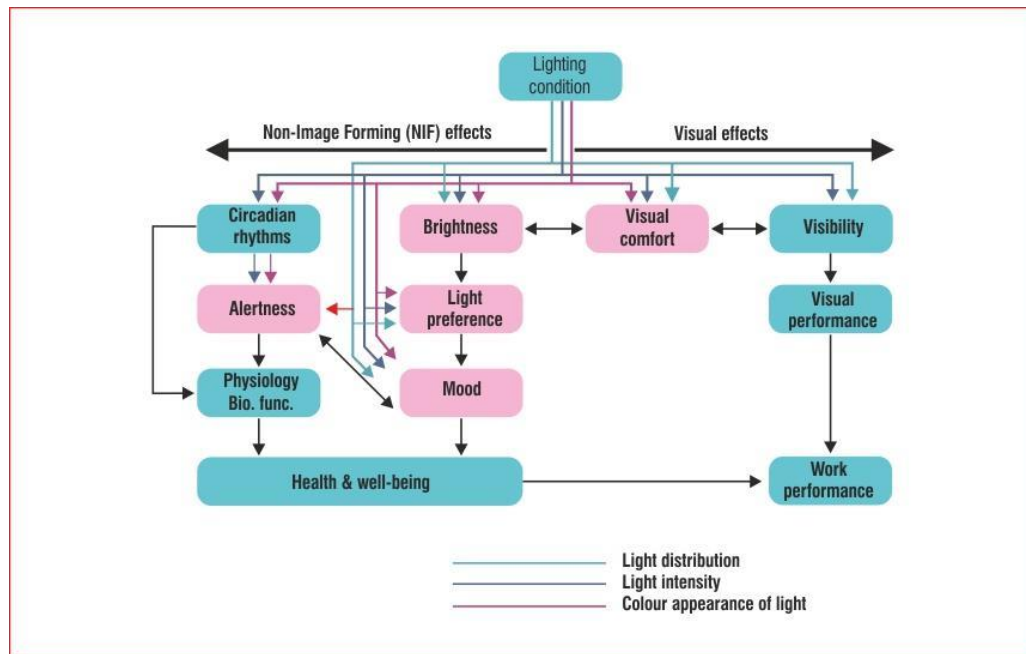 Lighting
condition
Non-Image Forming (NIF) effects
Visual effects
Circadian
rhythms
Brightness
Visual
comfort
Visibility
Alertness
Light
preference
Visual
performance
Physiology
Bio. func.
Mood
Health & well-being
Work
performance
Light distribution
Light intensity
Colour appearance of light